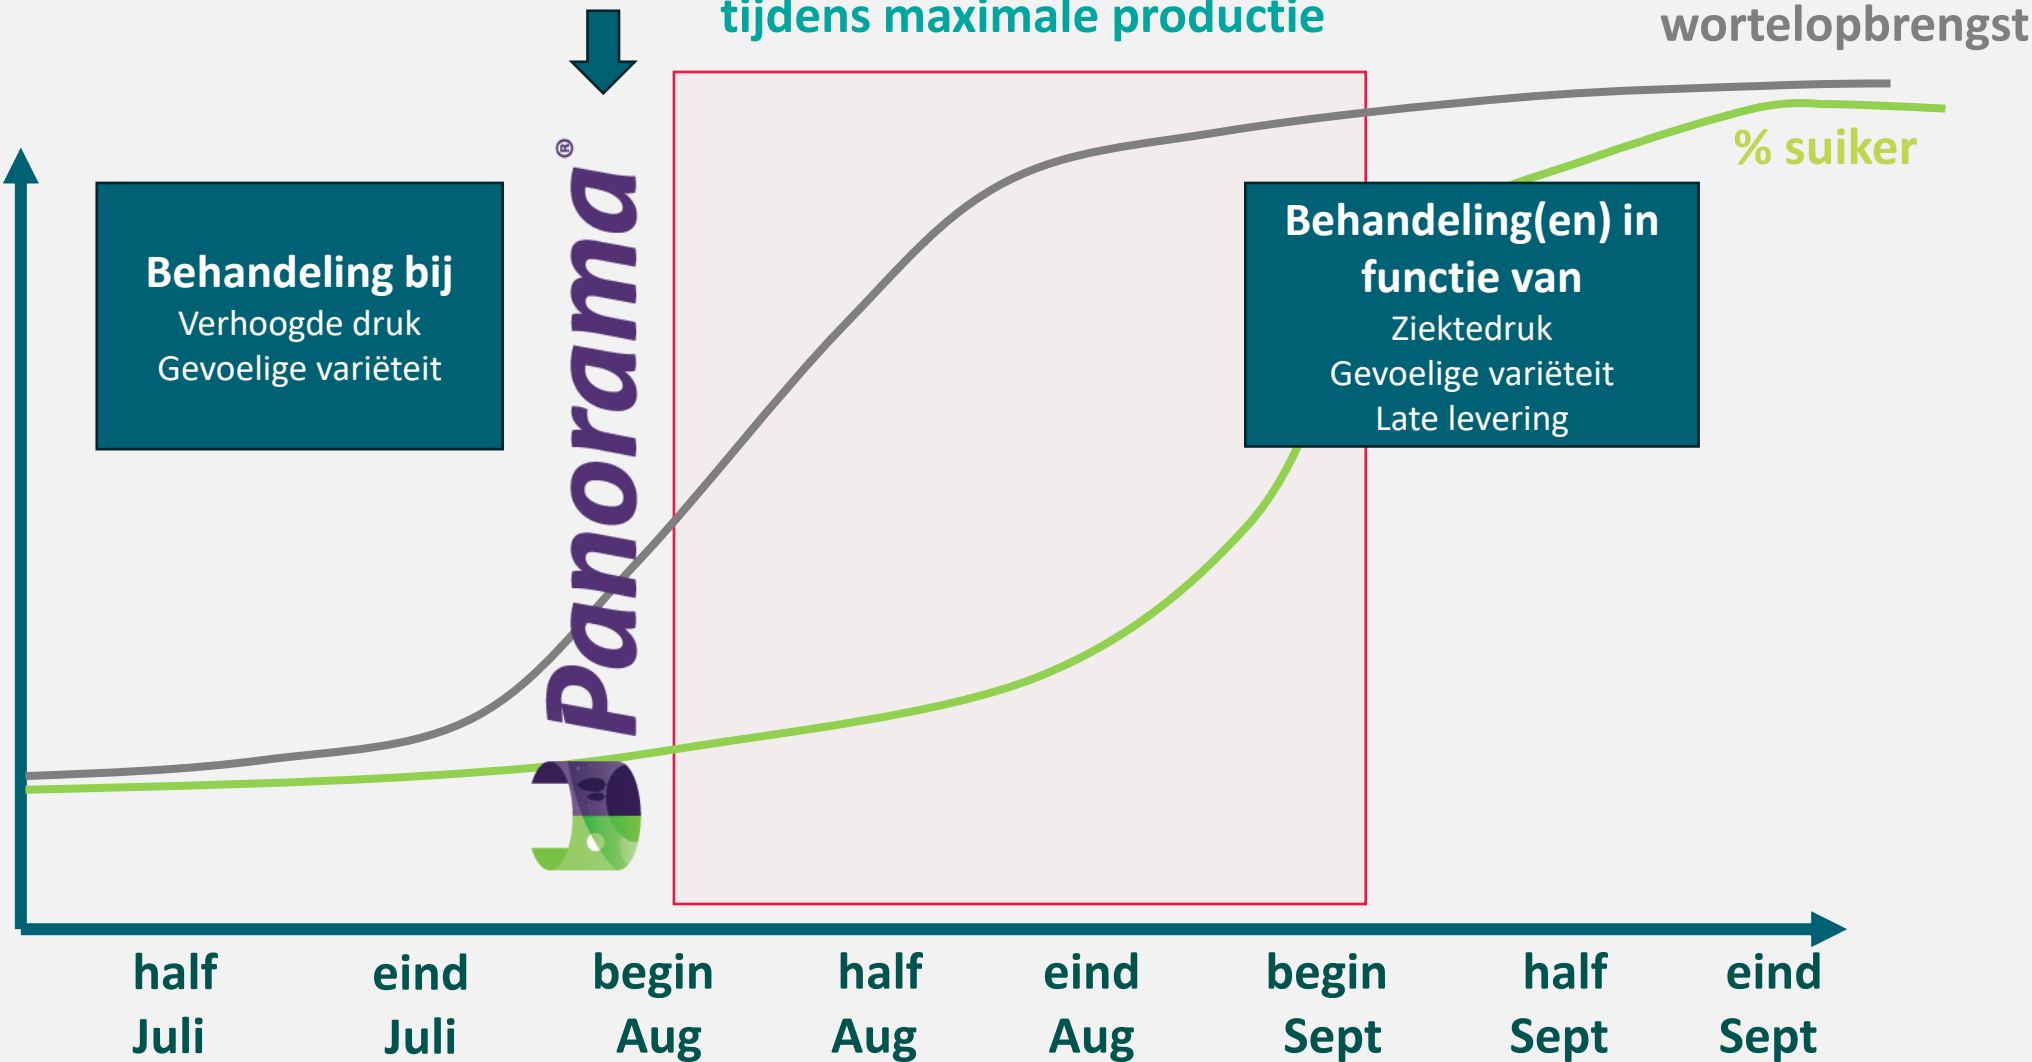 tijdens maximale productie
wortelopbrengst
% suiker
Behandeling bij
Verhoogde druk
Gevoelige variëteit
Panorama®
Behandeling(en) in
functie van
Ziektedruk
Gevoelige variëteit
Late levering
half eind begin half eind begin half eind
Juli Juli Aug Aug Aug Sept Sept Sept